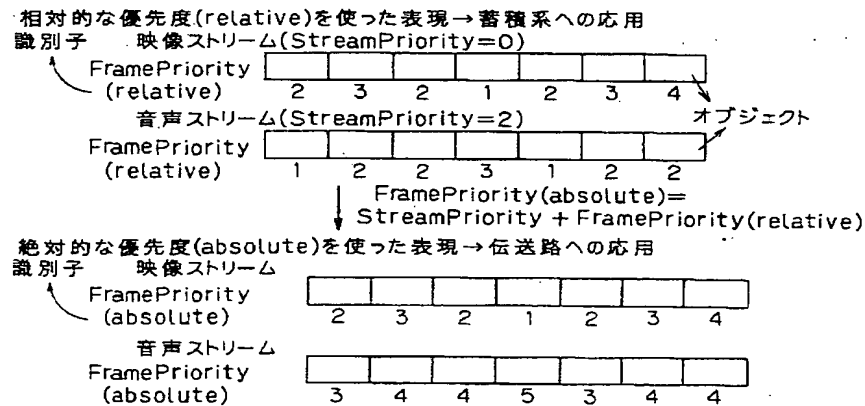 相対的な優先度(relative)を使った表現→蓄積系への応用
識別子 映像ストリーム(StreamPriority=0)
FramePriority
(relative)
2 3 2 1 2 3 4
オブジェクト
音声ストリーム(StreamPriority=2)
FramePriority
(relative)
1 2 2 3 1 2 2
FramePriority(absolute)=
StreamPriority + FramePriority(relative)
絶対的な優先度(absolute)を使った表現→伝送路への応用
識別子 映像ストリーム
FramePriority
(absolute)
2 3 2 1 2 3 4
音声ストリーム
FramePriority
(absolute)
3 4 4 5 3 4 4